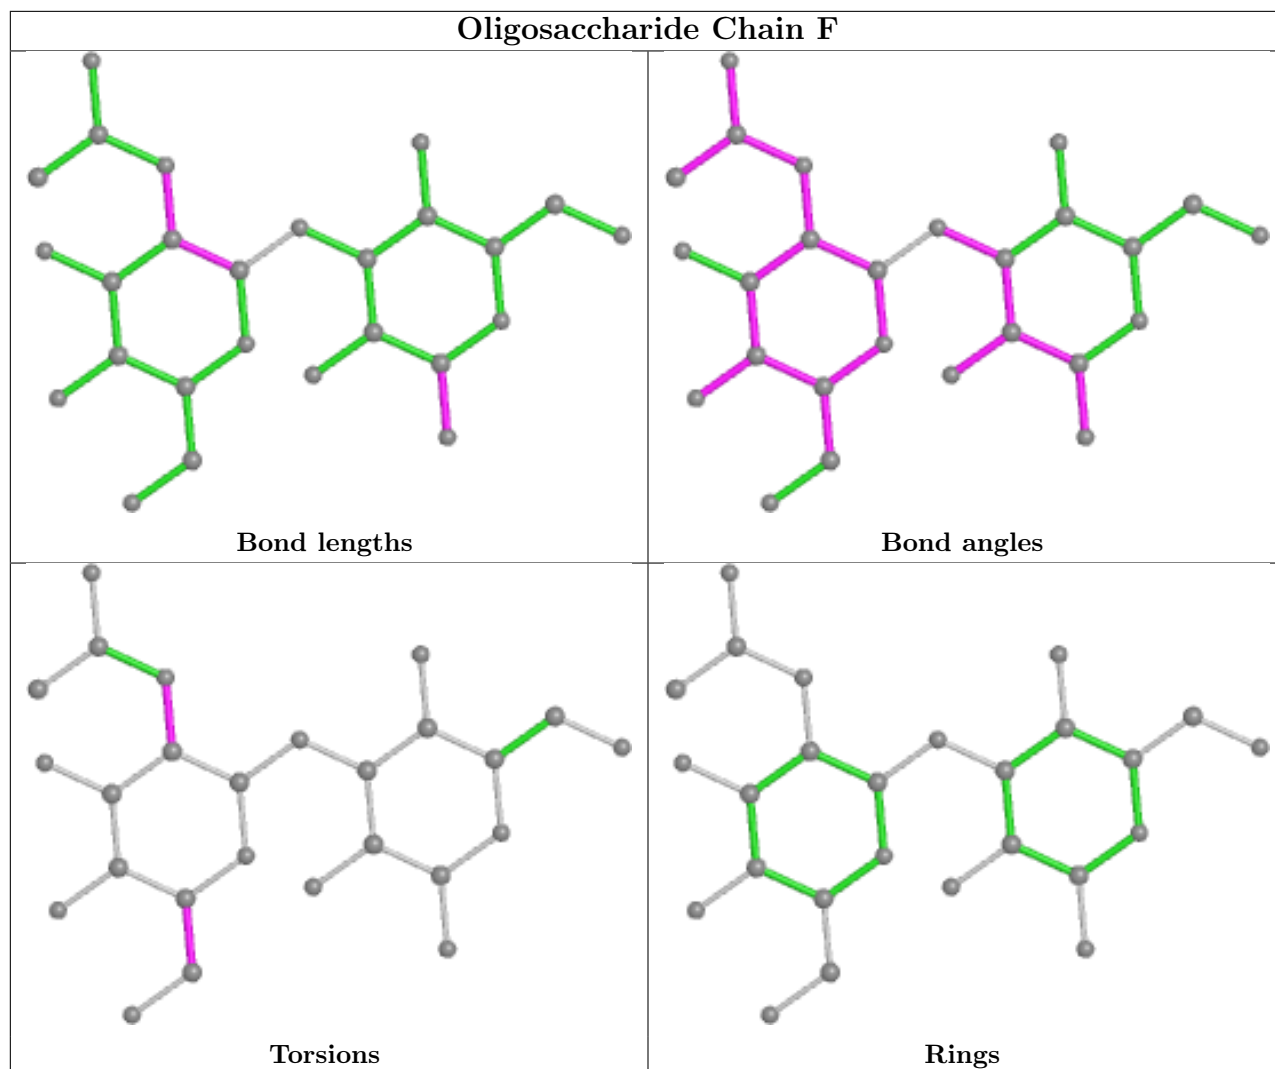 Oligosaccharide Chain F
Bond lengths
Bond angles
Torsions
Rings